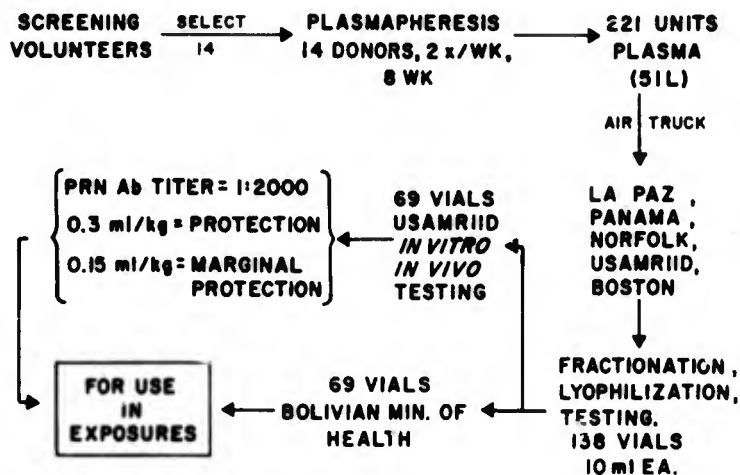 SCREENING
VOLUNTEERS
SELECT
14
PLASMAPHERESIS
14 DONORS, 2 x/WK,
8 WK
221 UNITS
PLASMA
(51L)
AIR TRUCK
LA PAZ,
PANAMA,
NORFOLK,
USAMRIID,
BOSTON
FRACTIONATION,
LYOPHILIZATION,
TESTING.
138 VIALS
10 ml EA.
69 VIALS
USAMRIID
IN VITRO
IN VIVO
TESTING
PRN Ab TITER = 1:2000
0.3 ml/kg = PROTECTION
0.15 ml/kg = MARGINAL
PROTECTION
69 VIALS
BOLIVIAN MIN. OF
HEALTH
FOR USE
IN
EXPOSURES